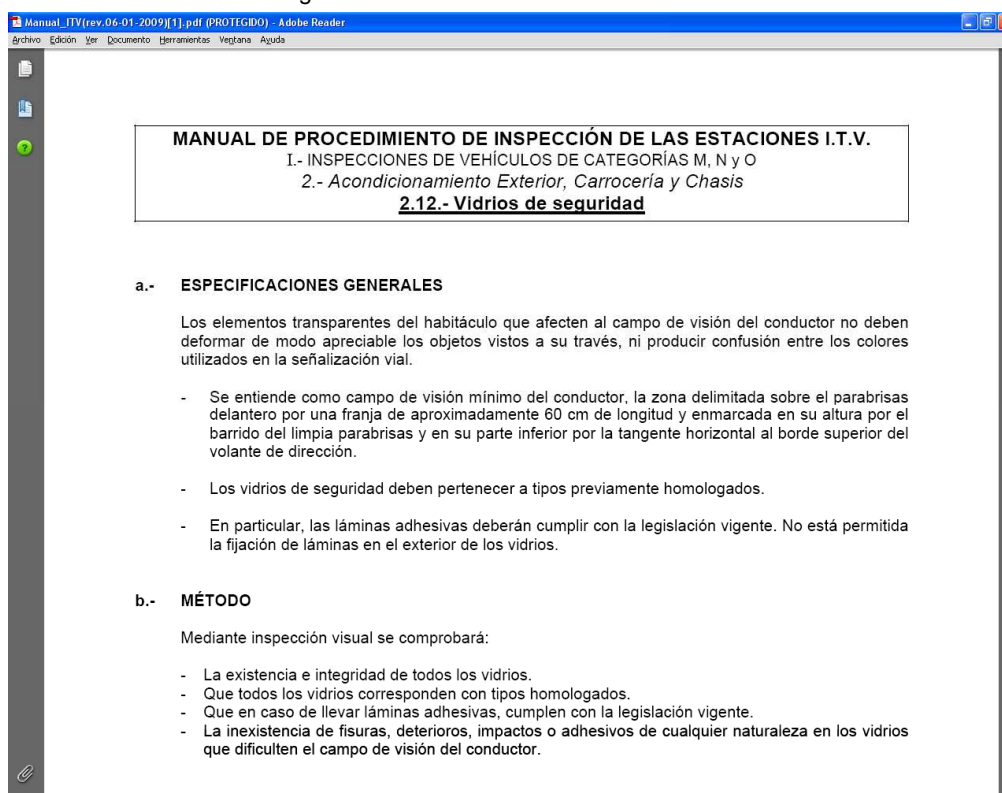 Manual_ITV(rev.06-01-2009)[1].pdf (PROTEGIDO) - Adobe Reader
Archivo Edición Ver Documento Herramientas Ventana Ayuda
MANUAL DE PROCEDIMIENTO DE INSPECCIÓN DE LAS ESTACIONES I.T.V.
I.- INSPECCIONES DE VEHÍCULOS DE CATEGORÍAS M, N y O
2.- Acondicionamiento Exterior, Carrocería y Chasis
2.12.- Vidrios de seguridad
a.- ESPECIFICACIONES GENERALES
Los elementos transparentes del habitáculo que afecten al campo de visión del conductor no deben
deformar de modo apreciable los objetos vistos a su través, ni producir confusión entre los colores
utilizados en la señalización vial.
- Se entiende como campo de visión mínimo del conductor, la zona delimitada sobre el parabrisas
delantero por una franja de aproximadamente 60 cm de longitud y enmarcada en su altura por el
barrido del limpia parabrisas y en su parte inferior por la tangente horizontal al borde superior del
volante de dirección.
- Los vidrios de seguridad deben pertenecer a tipos previamente homologados.
- En particular, las láminas adhesivas deberán cumplir con la legislación vigente. No está permitida
la fijación de láminas en el exterior de los vidrios.
b.- MÉTODO
Mediante inspección visual se comprobará:
- La existencia e integridad de todos los vidrios.
- Que todos los vidrios corresponden con tipos homologados.
- Que en caso de llevar láminas adhesivas, cumplen con la legislación vigente.
- La inexistencia de fisuras, deterioros, impactos o adhesivos de cualquier naturaleza en los vidrios
que dificulten el campo de visión del conductor.